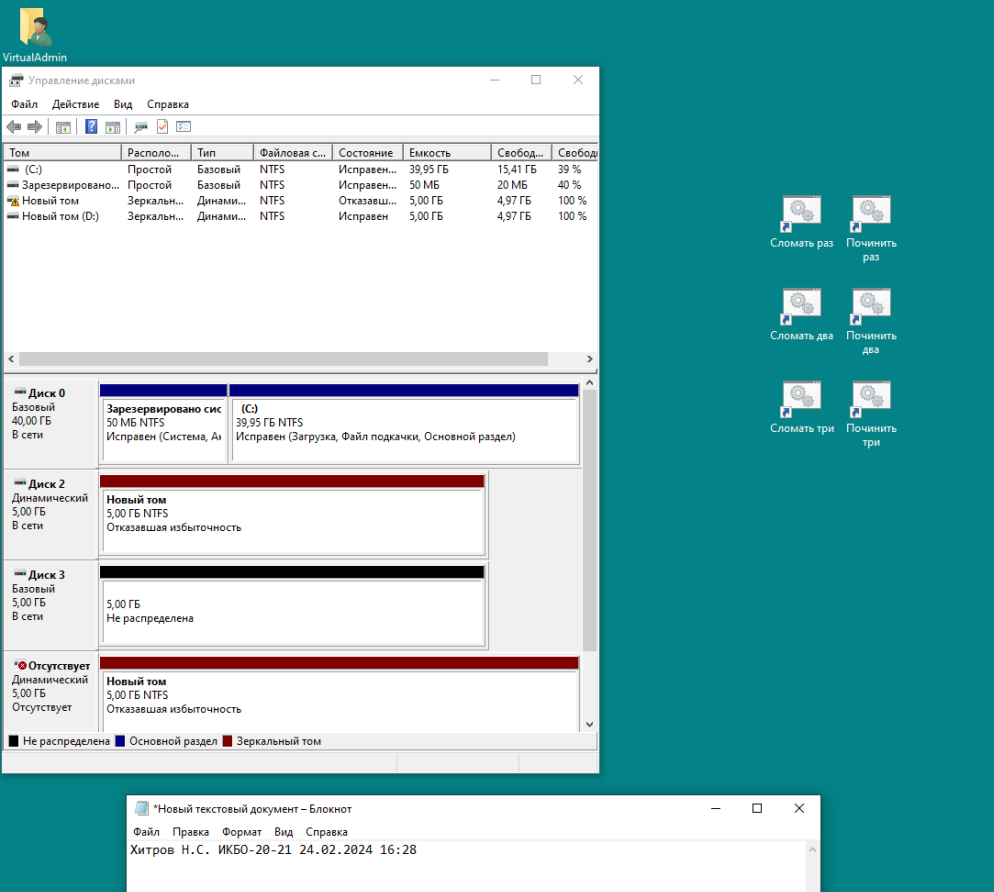 VirtualAdmin
Управление дисками
Файл Действие Вид Справка
Том Располо... Тип Файловая с... Состояние Емкость Свобод...
(C:) Простой Базовый NTFS Исправен... 39,95 ГБ 15,41 ГБ 39 %
Зарезервировано... Простой Базовый NTFS Исправен... 50 МБ 20 МБ 40 %
Новый том Зеркальн... Динами... NTFS Отказавш... 5,00 ГБ 4,97 ГБ 100 %
Новый том (D:) Зеркальн... Динами... NTFS Исправен 5,00 ГБ 4,97 ГБ 100 %
Диск 0
Базовый
40,00 ГБ
В сети
Зарезервировано сис
50 МБ NTFS
Исправен (Система, Ак
(C:)
39,95 ГБ NTFS
Исправен (Загрузка, Файл подкачки, Основной раздел)
Диск 2
Динамический
5,00 ГБ
В сети
Новый том
5,00 ГБ NTFS
Отказавшая избыточность
Диск 3
Базовый
5,00 ГБ
В сети
5,00 ГБ
Не распределена
Отсутствует
Динамический
5,00 ГБ
Отсутствует
Новый том
5,00 ГБ NTFS
Отказавшая избыточность
Не распределена Основной раздел Зеркальный том
Сломать раз
Починить
раз
Сломать два
Починить
два
Сломать три
Починить
три
*Новый текстовый документ – Блокнот
Файл Правка Формат Вид Справка
Хитров Н.С. ИКБО-20-21 24.02.2024 16:28